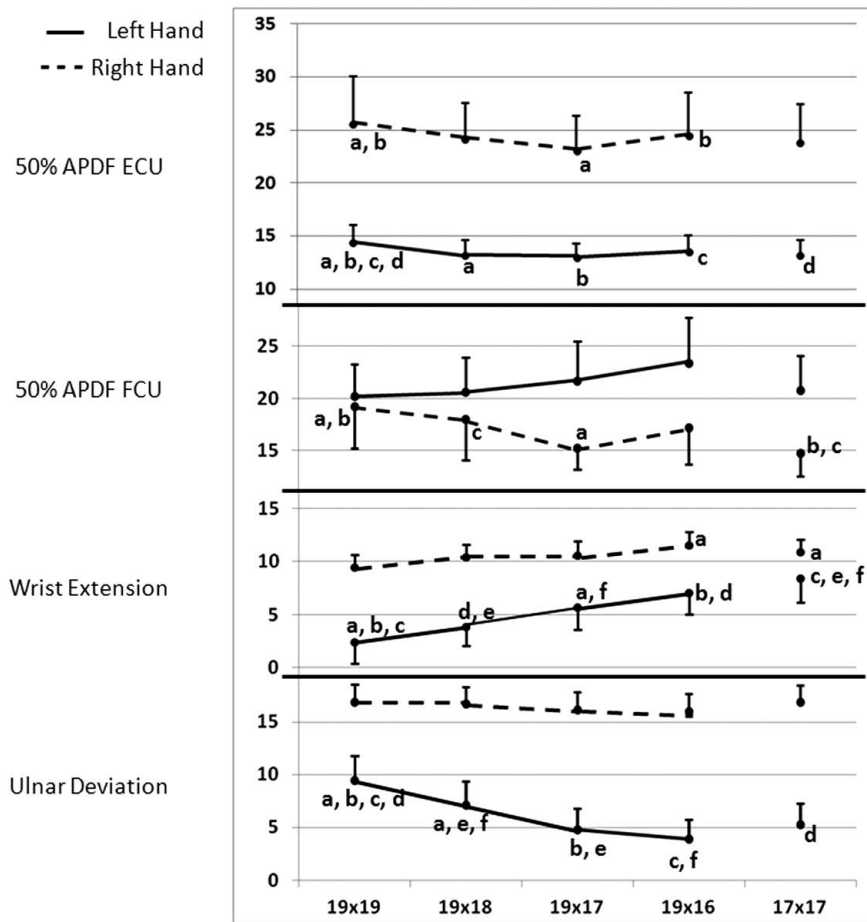 Left Hand
Right Hand
50% APDF ECU
35
30
25
20
15
10
a, b
a
b
a, b, c, d
a
b
c
d
50% APDF FCU
25
20
15
a, b
c
a
b, c
Wrist Extension
15
10
5
0
a
a
c, e, f
a, b, c
d, e
a, f
b, d
Ulnar Deviation
15
10
5
0
a, b, c, d
a, e, f
b, e
c, f
d
19x19 19x18 19x17 19x16 17x17